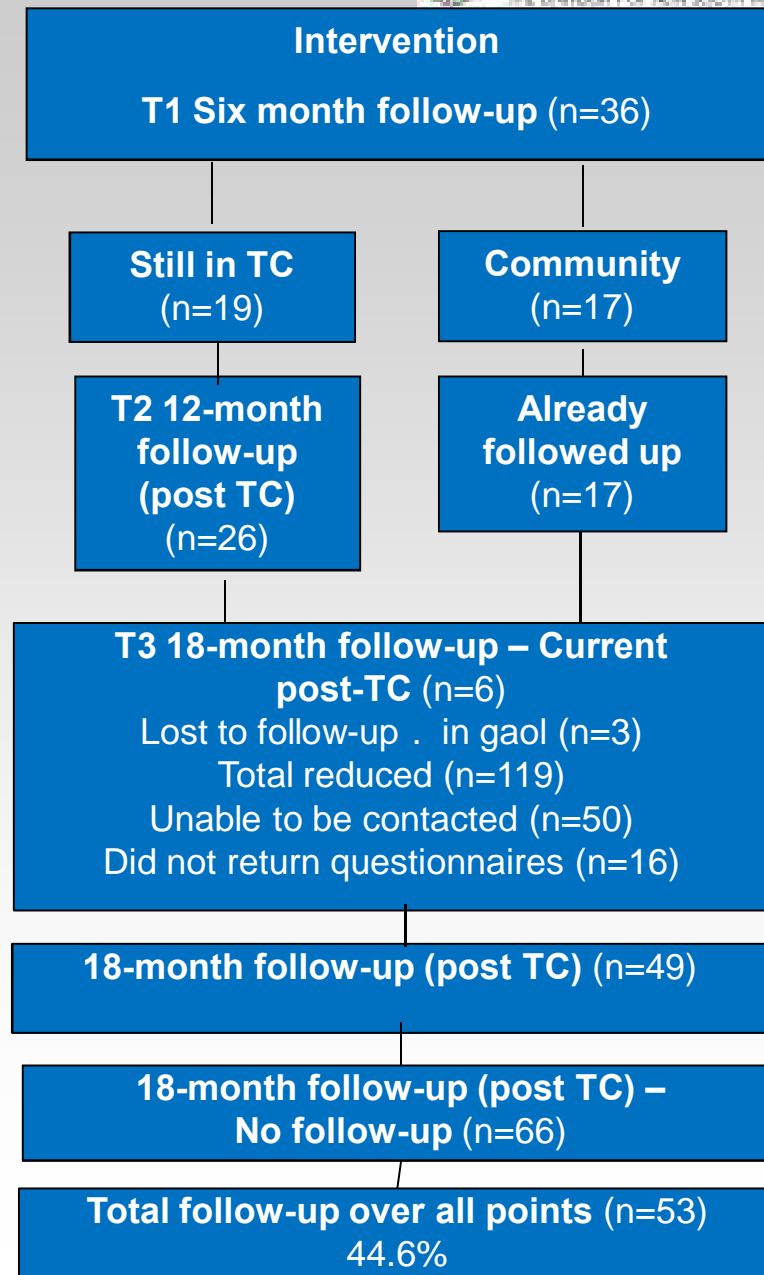 Intervention
T1 Six month follow-up (n=36)
Still in TC
(n=19)
Community
(n=17)
T2 12-month
follow-up
(post TC)
(n=26)
Already
followed up
(n=17)
T3 18-month follow-up – Current
post-TC (n=6)
Lost to follow-up . in gaol (n=3)
Total reduced (n=119)
Unable to be contacted (n=50)
Did not return questionnaires (n=16)
18-month follow-up (post TC) (n=49)
18-month follow-up (post TC) –
No follow-up (n=66)
Total follow-up over all points (n=53)
44.6%